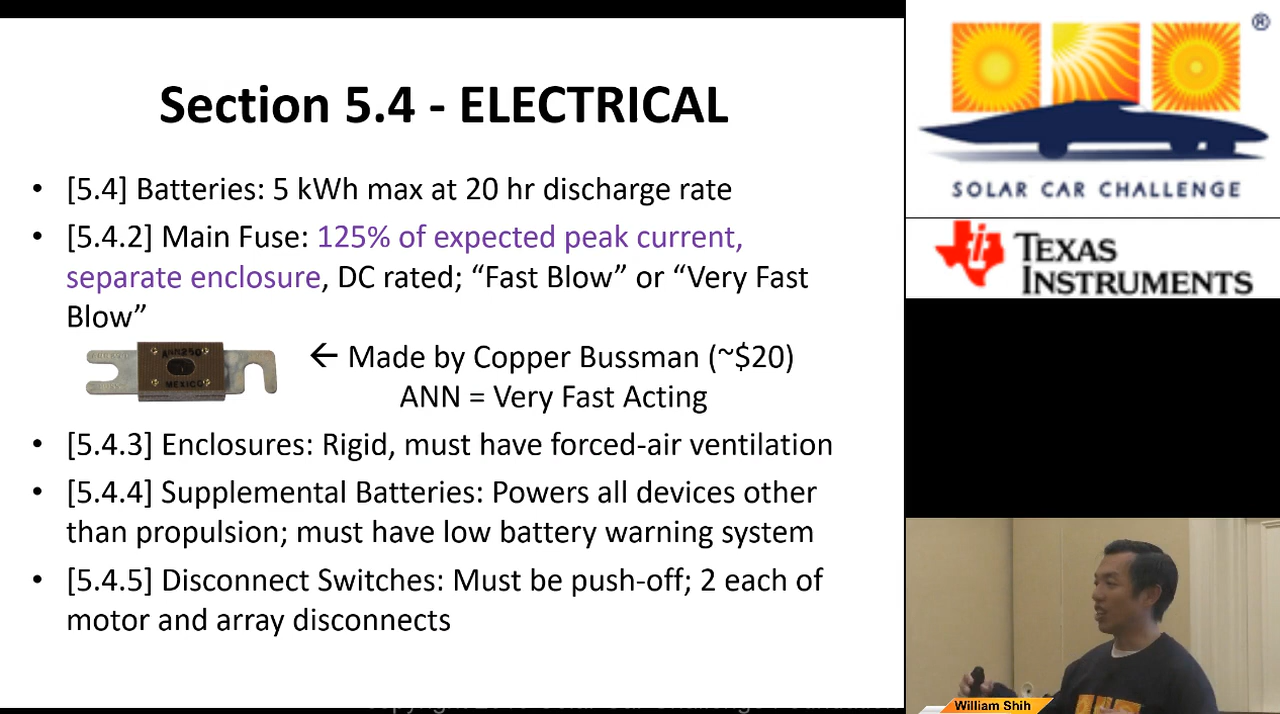 Section 5.4 - ELECTRICAL
• [5.4] Batteries: 5 kWh max at 20 hr discharge rate
• [5.4.2] Main Fuse: 125% of expected peak current,
separate enclosure, DC rated; “Fast Blow” or “Very Fast
Blow”
ANN250
MEXICO
← Made by Copper Bussman (~$20)
ANN = Very Fast Acting
• [5.4.3] Enclosures: Rigid, must have forced-air ventilation
• [5.4.4] Supplemental Batteries: Powers all devices other
than propulsion; must have low battery warning system
• [5.4.5] Disconnect Switches: Must be push-off; 2 each of
motor and array disconnects
®
SOLAR CAR CHALLENGE
TEXAS
INSTRUMENTS
William Shih